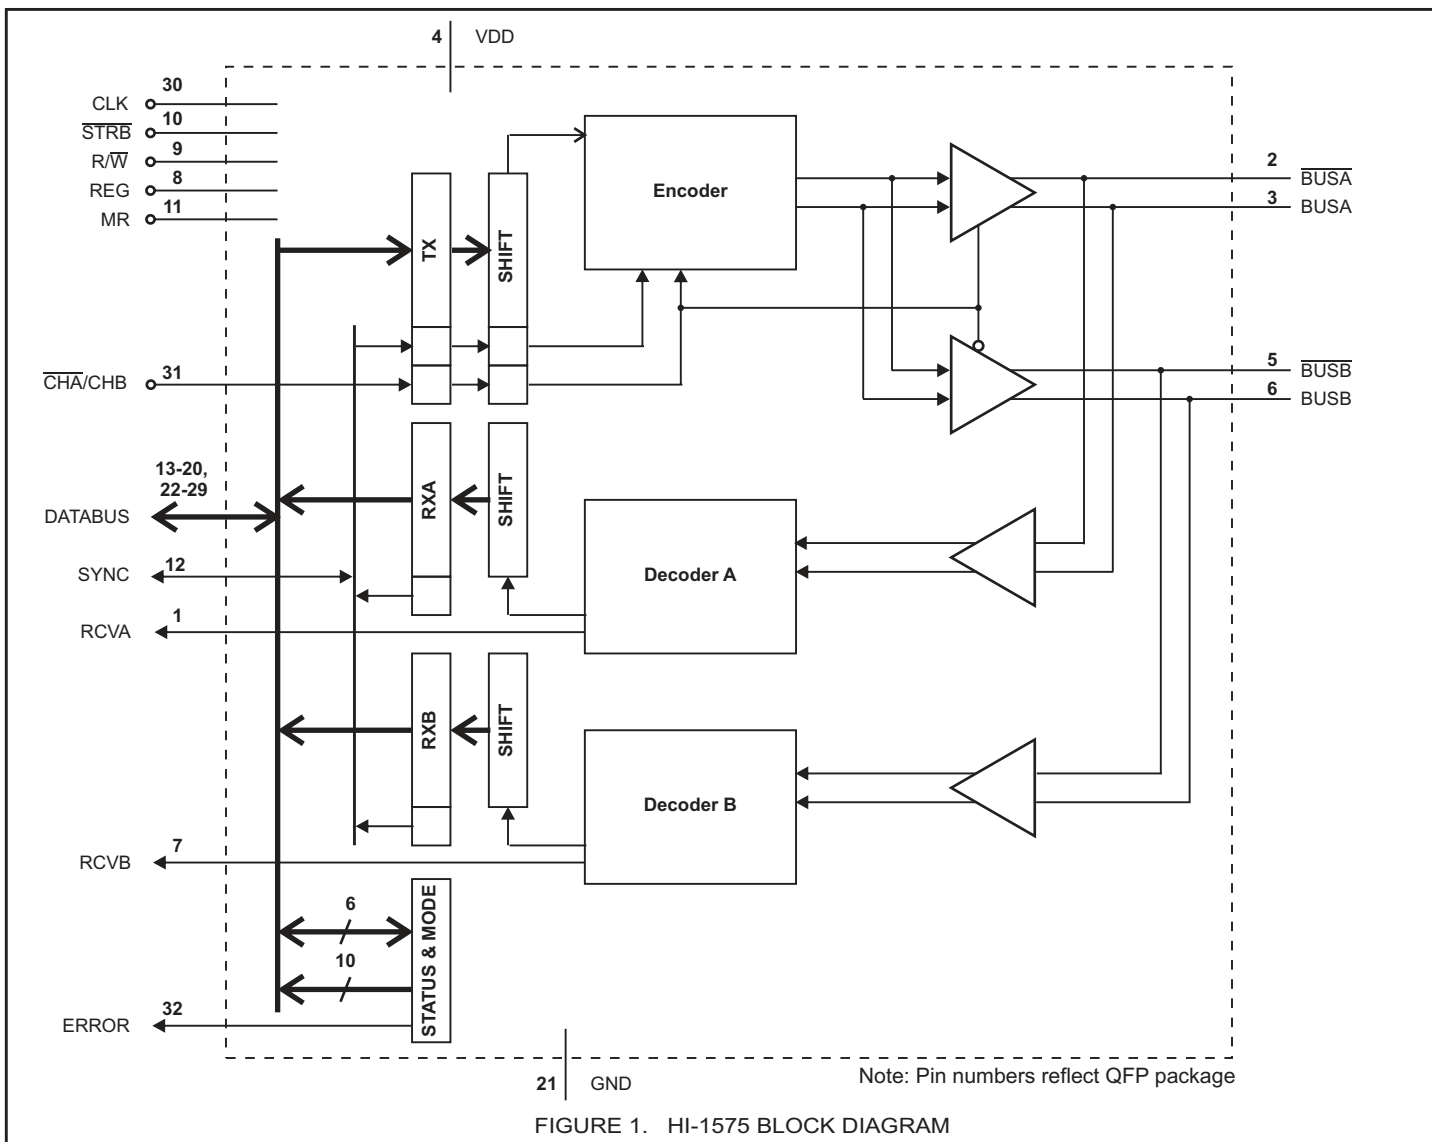 4 VDD
30
CLK
10
STRB
9
R/W
8
REG
11
MR
TX
SHIFT
Encoder
2
BUSA
3
BUSA
31
CHA/CHB
5
BUSB
6
BUSB
13-20,
22-29
DATABUS
RXA
SHIFT
Decoder A
12
SYNC
1
RCVA
RXB
SHIFT
Decoder B
7
RCVB
6
10
STATUS & MODE
32
ERROR
21 GND
Note: Pin numbers reflect QFP package
FIGURE 1. HI-1575 BLOCK DIAGRAM